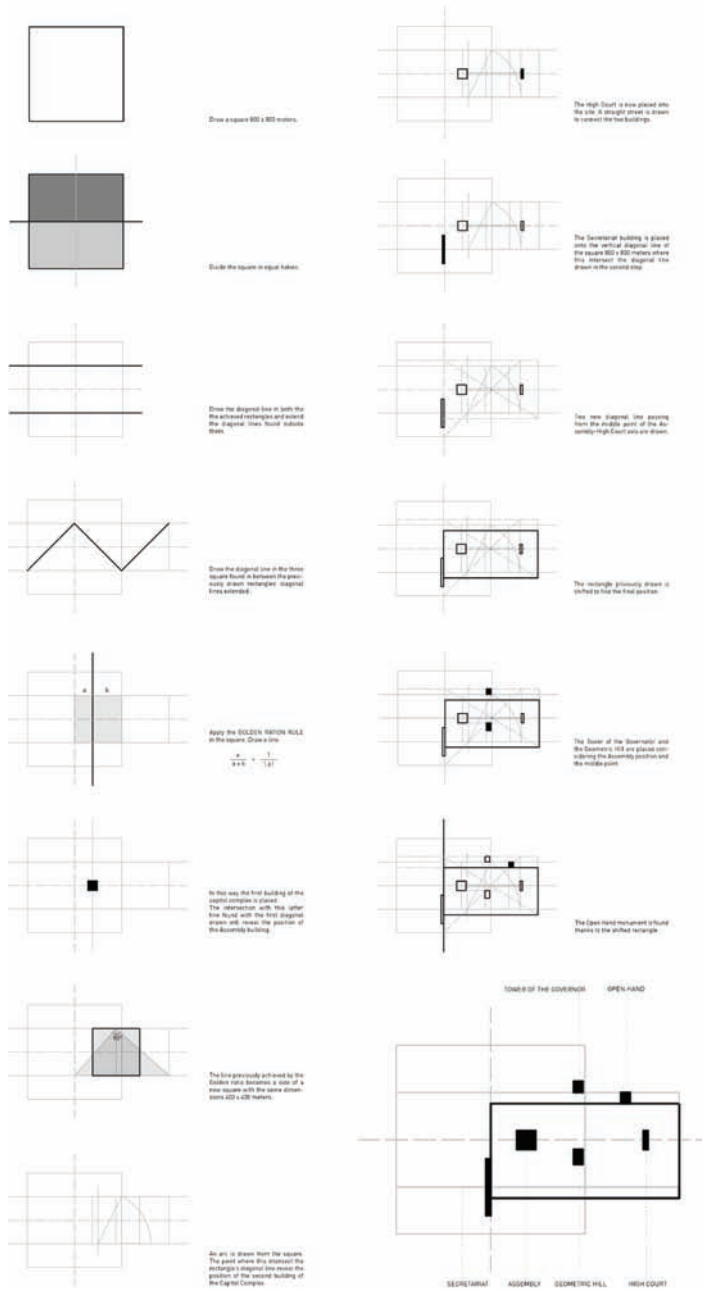 Draw a square 800 x 800 meters.
Divide the square in equal halves.
Draw the diagonal line in both the
the achieved rectangles and extend
the diagonal lines found outside
them.
Draw the diagonal line in the three
square found in between the previ-
ously drawn rectangles' diagonal
lines extended.
a b
Apply the GOLDEN RATION RULE
in the square. Draw a line
a
a+b
In this way the first building of the
capitol complex is placed.
The intersection with this latter
line found with the first diagonal
drawn will reveal the position of
the Assembly building.
The line previously achieved by the
Golden ratio becomes a side of a
new square with the same dimen-
sions 400 x 400 meters.
An arc is drawn from the square.
The point where this intersect the
rectangle's diagonal line reveal the
position of the second building of
the Capitol Complex.
The High Court is now placed into
the site. A straight street is drawn
to connect the two buildings.
The Secretariat building is placed
onto the vertical diagonal line of
the square 800 x 800 meters where
this intersect the diagonal line
drawn in the second step.
Two new diagonal line passing
from the middle point of the As-
sembly-High Court axis are drawn.
The rectangle priviously drawn is
shifted to find the final position.
The Tower of the Governor and
the Geometric Hill are placed con-
sidering the Assembly position and
the middle point.
The Open Hand monument is found
thanks to the shifted rectangle.
TOWER OF THE GOVERNOR OPEN HAND
SECRETARIAT ASSEMBLY GEOMETRIC HILL HIGH COURT